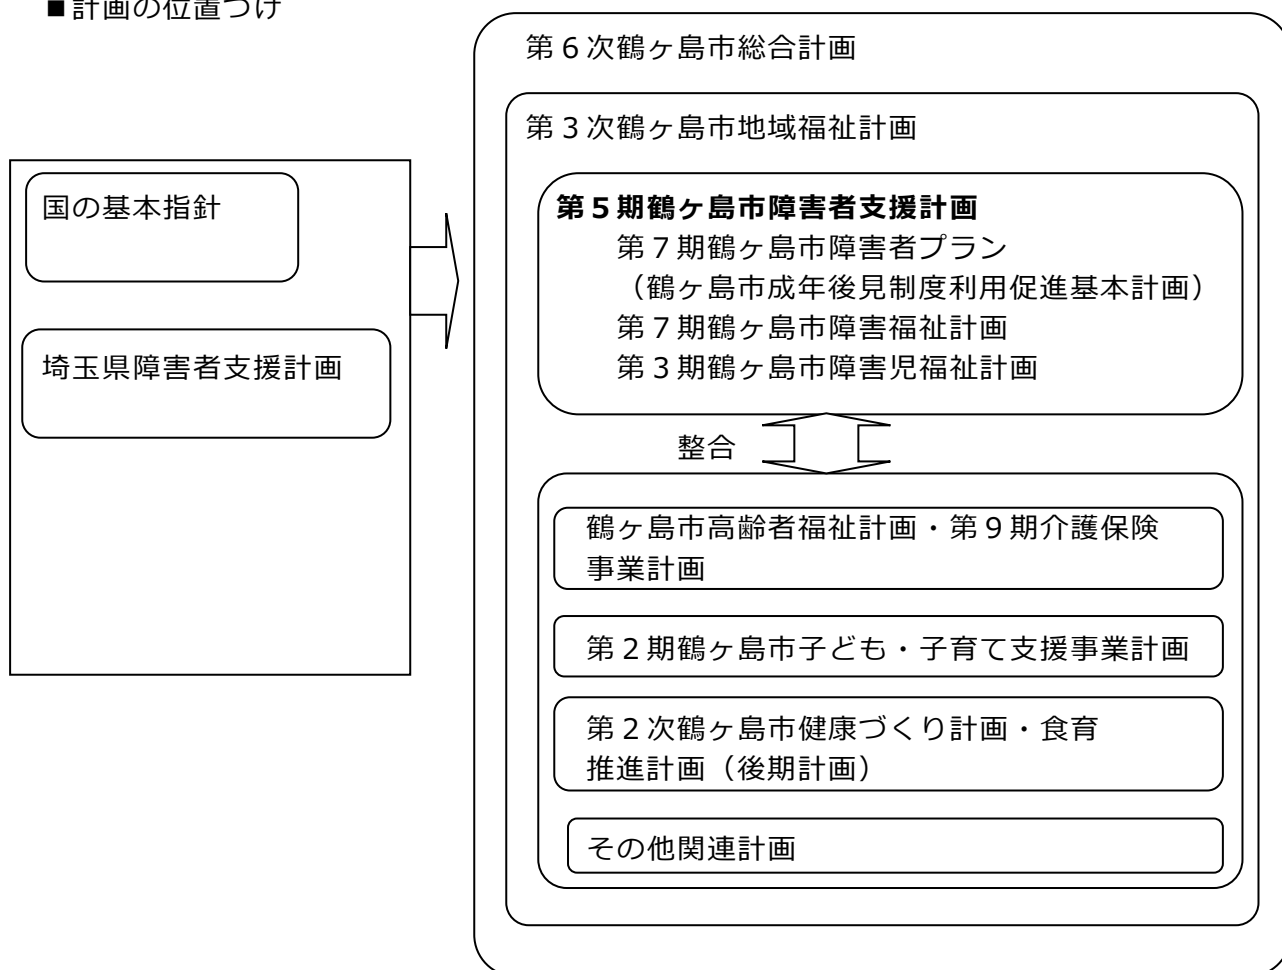 ■計画の位置づけ
第６次鶴ヶ島市総合計画
第３次鶴ヶ島市地域福祉計画
国の基本指針
埼玉県障害者支援計画
第５期鶴ヶ島市障害者支援計画
第７期鶴ヶ島市障害者プラン
（鶴ヶ島市成年後見制度利用促進基本計画）
第７期鶴ヶ島市障害福祉計画
第３期鶴ヶ島市障害児福祉計画
整合
鶴ヶ島市高齢者福祉計画・第９期介護保険
事業計画
第２期鶴ヶ島市子ども・子育て支援事業計画
第２次鶴ヶ島市健康づくり計画・食育
推進計画（後期計画）
その他関連計画